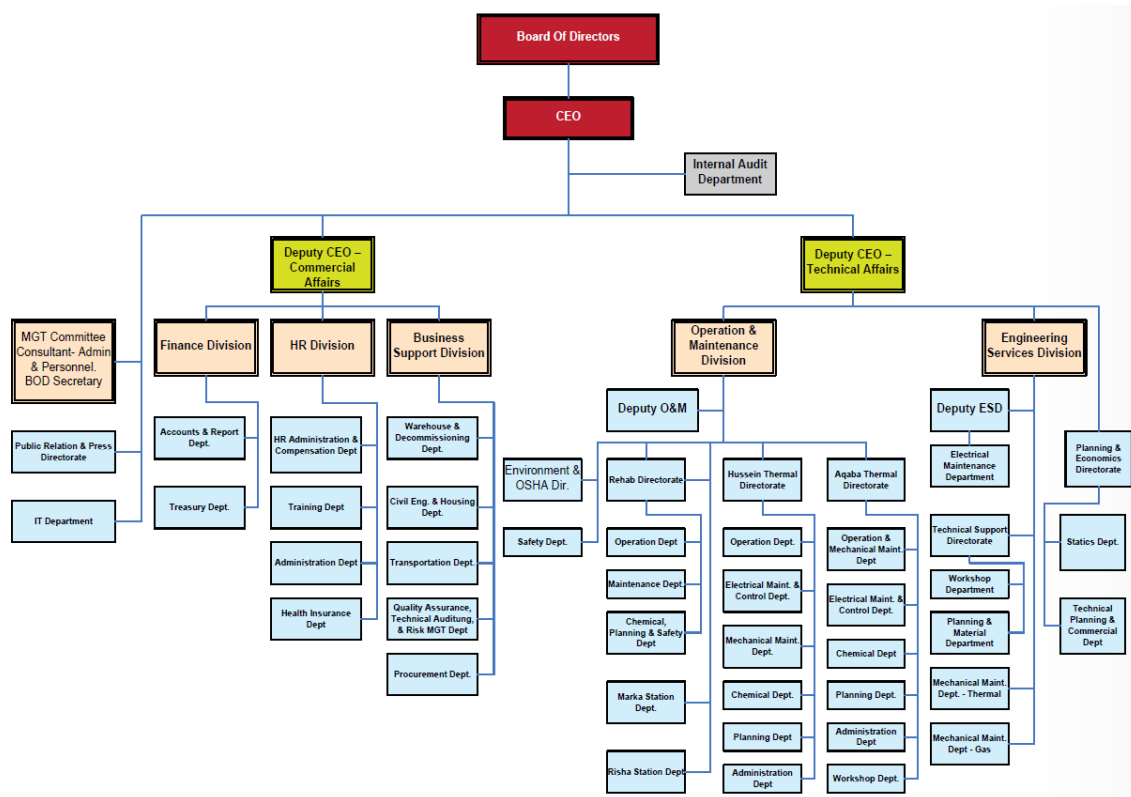 Board Of Directors
CEO
Internal Audit
Department
Deputy CEO –
Commercial
Affairs
Deputy CEO –
Technical Affairs
MGT Committee
Consultant- Admin
& Personnel.
BOD Secretary
Finance Division
HR Division
Business
Support Division
Operation &
Maintenance
Division
Engineering
Services Division
Public Relation & Press
Directorate
IT Department
Accounts & Report
Dept.
Treasury Dept.
HR Administration &
Compensation Dept
Training Dept
Administration Dept
Health Insurance
Dept
Warehouse &
Decommissioning
Dept.
Civil Eng. & Housing
Dept.
Transportation Dept.
Quality Assurance,
Technical Auditung,
& Risk MGT Dept
Procurement Dept.
Deputy O&M
Environment &
OSHA Dir.
Safety Dept.
Rehab Directorate
Operation Dept
Maintenance Dept.
Chemical,
Planning & Safety
Dept
Marka Station
Dept.
Risha Station Dept
Hussein Thermal
Directorate
Operation Dept.
Electrical Maint. &
Control Dept.
Mechanical Maint.
Dept.
Chemical Dept.
Planning Dept
Administration
Dept
Aqaba Thermal
Directorate
Operation &
Mechanical Maint.
Dept
Electrical Maint. &
Control Dept.
Chemical Dept
Planning Dept.
Administration
Dept
Workshop Dept.
Deputy ESD
Electrical
Maintenance
Department
Technical Support
Directorate
Workshop
Department
Planning &
Material
Department
Mechanical Maint.
Dept. - Thermal
Mechanical Maint.
Dept - Gas
Planning &
Economics
Directorate
Statics Dept.
Technical
Planning &
Commercial
Dept